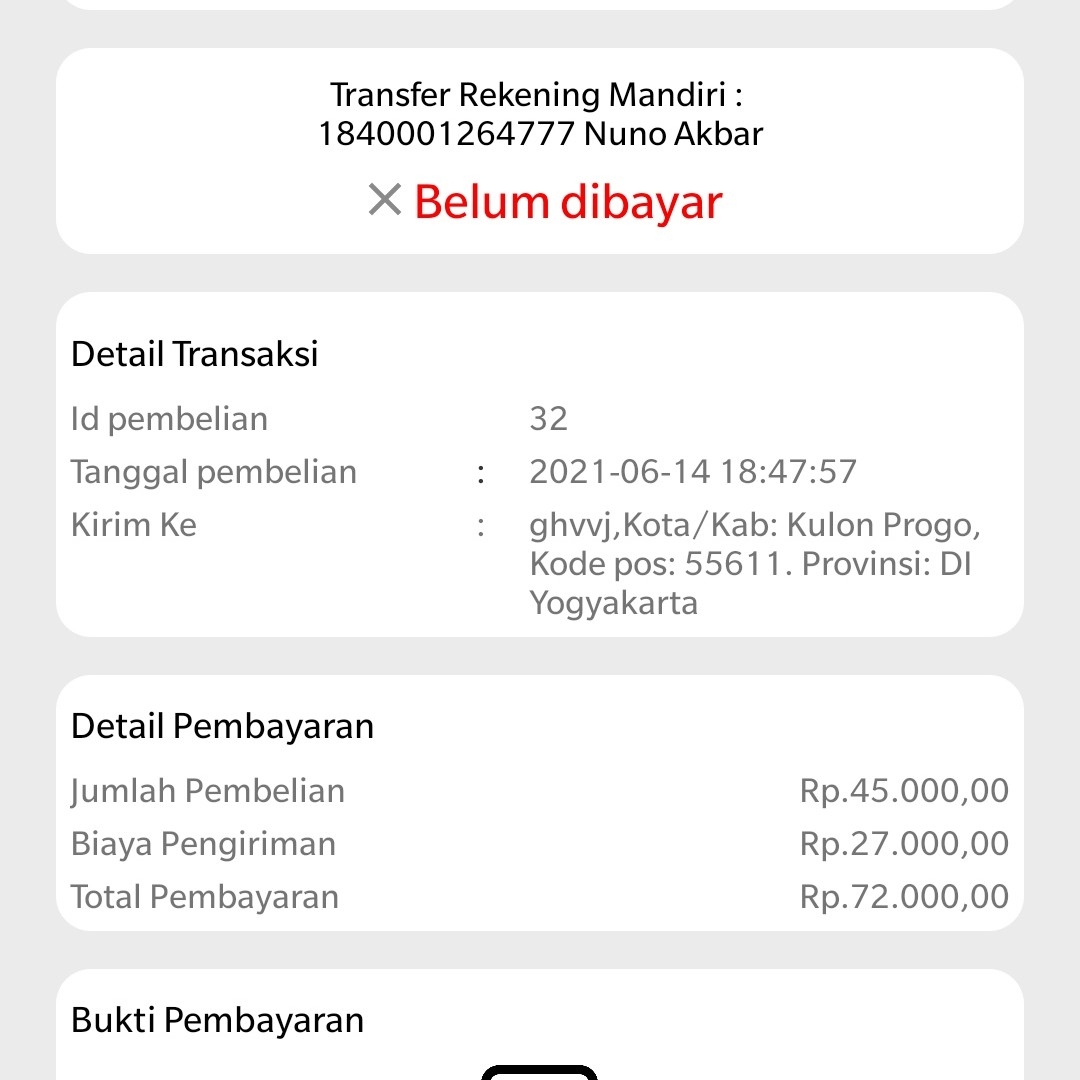 Transfer Rekening Mandiri :
1840001264777 Nuno Akbar
Belum dibayar
Detail Transaksi
Id pembelian 32
Tanggal pembelian : 2021-06-14 18:47:57
Kirim Ke : ghvvj,Kota/Kab: Kulon Progo,
Kode pos: 55611. Provinsi: DI
Yogyakarta
Detail Pembayaran
Jumlah Pembelian Rp.45.000,00
Biaya Pengiriman Rp.27.000,00
Total Pembayaran Rp.72.000,00
Bukti Pembayaran